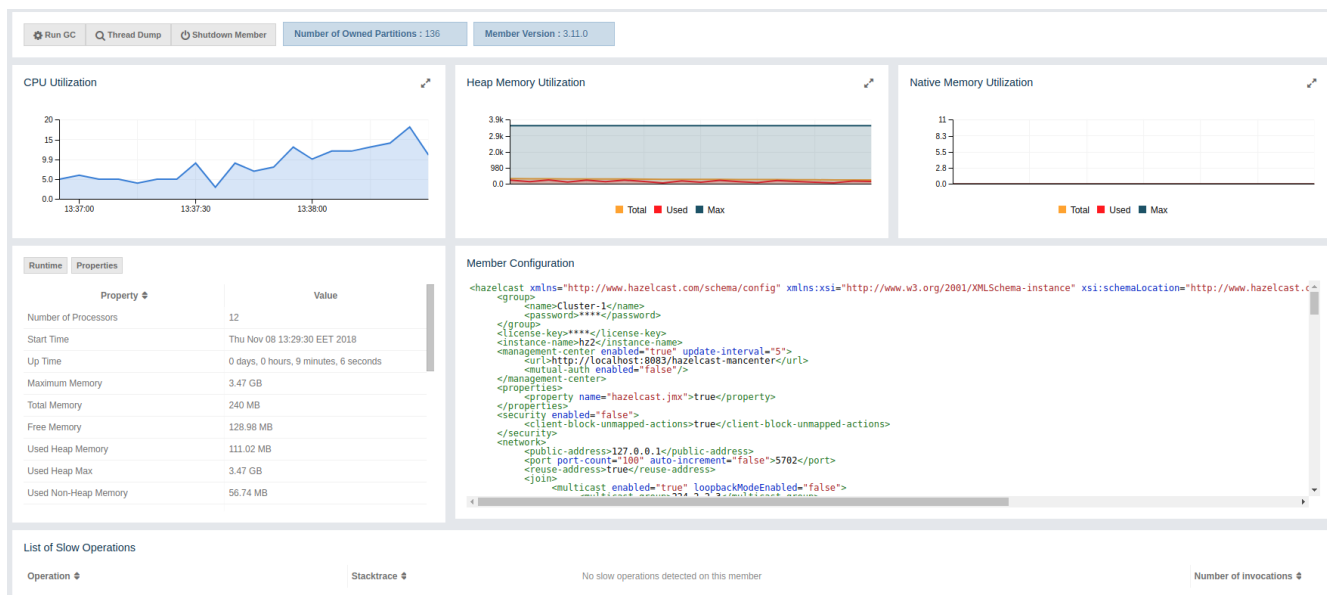 Run GC Thread Dump Shutdown Member Number of Owned Partitions : 136 Member Version : 3.11.0
CPU Utilization
20
15
9.9
5.0
0.0
13:37:00 13:37:30 13:38:00
Heap Memory Utilization
3.9k
2.9k
2.0k
980
0.0
Total Used Max
Native Memory Utilization
11
8.3
5.5
2.8
0.0
Total Used Max
Runtime Properties
Property Value
Number of Processors 12
Start Time Thu Nov 08 13:29:30 EET 2018
Up Time 0 days, 0 hours, 9 minutes, 6 seconds
Maximum Memory 3.47 GB
Total Memory 240 MB
Free Memory 128.98 MB
Used Heap Memory 111.02 MB
Used Heap Max 3.47 GB
Used Non-Heap Memory 56.74 MB
Member Configuration
<hazelcast xmlns="http://www.hazelcast.com/schema/config" xmlns:xsi="http://www.w3.org/2001/XMLSchema-instance" xsi:schemaLocation="http://www.hazelcast.c
<group>
<name>Cluster-1</name>
<password>****</password>
</group>
<license-key>****</license-key>
<instance-name>hz2</instance-name>
<management-center enabled="true" update-interval="5">
<url>http://localhost:8083/hazelcast-mancenter</url>
<mutual-auth enabled="false"/>
</management-center>
<properties>
<property name="hazelcast.jmx">true</property>
</properties>
<security enabled="false">
<client-block-unmapped-actions>true</client-block-unmapped-actions>
</security>
<network>
<public-address>127.0.0.1</public-address>
<port port-count="100" auto-increment="false">5702</port>
<reuse-address>true</reuse-address>
<join>
<multicast enabled="true" loopbackModeEnabled="false">
<multicast-group>224.2.2.3</multicast-group>
List of Slow Operations
Operation Stacktrace No slow operations detected on this member Number of invocations